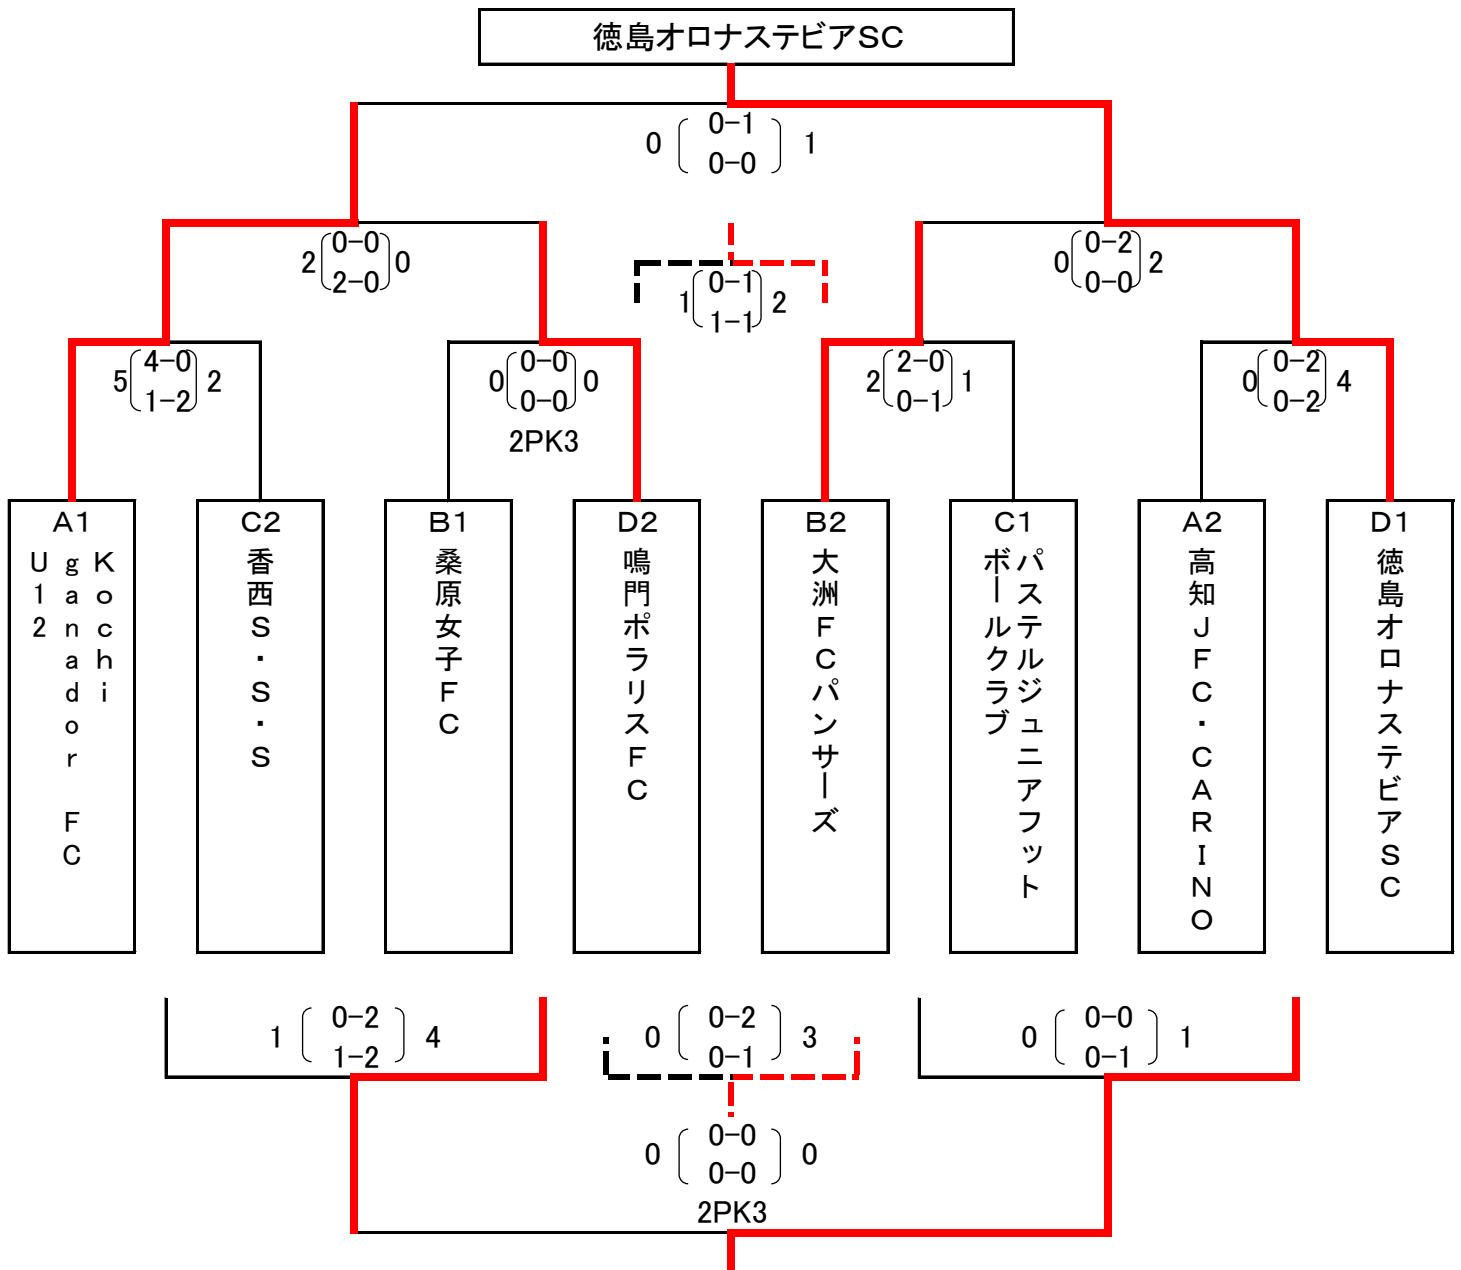 徳島オロナステビアSC
0 0-1 1
0-0
2 0-0 0
2-0
1 0-1 2
1-1
0 0-2 2
0-0
5 4-0 2
1-2
0 0-0 0
0-0
2PK3
2 2-0 1
0-1
0 0-2 4
0-2
A1
Kochi
ganador FC
U12
C2
香西S・S・S
B1
桑原女子FC
D2
鳴門ポラリスFC
B2
大洲FCパンサーズ
C1
パステルジュニアフット
ボールクラブ
A2
高知JFC・CARINO
D1
徳島オロナステビアSC
1 0-2 4
1-2
0 0-2 3
0-1
0 0-0 1
0-1
0 0-0 0
0-0
2PK3